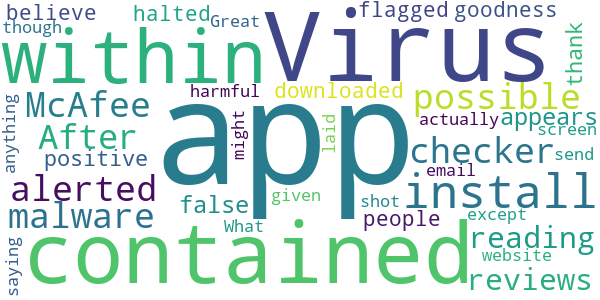 believe halted Great flagged goodness
though
within Virus thank
McAfee harmful downloaded possible
anything After might app laid actually appears
screen
positive checker
alerted given email send
install
malware false shot people except
What
saying contained reading
website
reviews